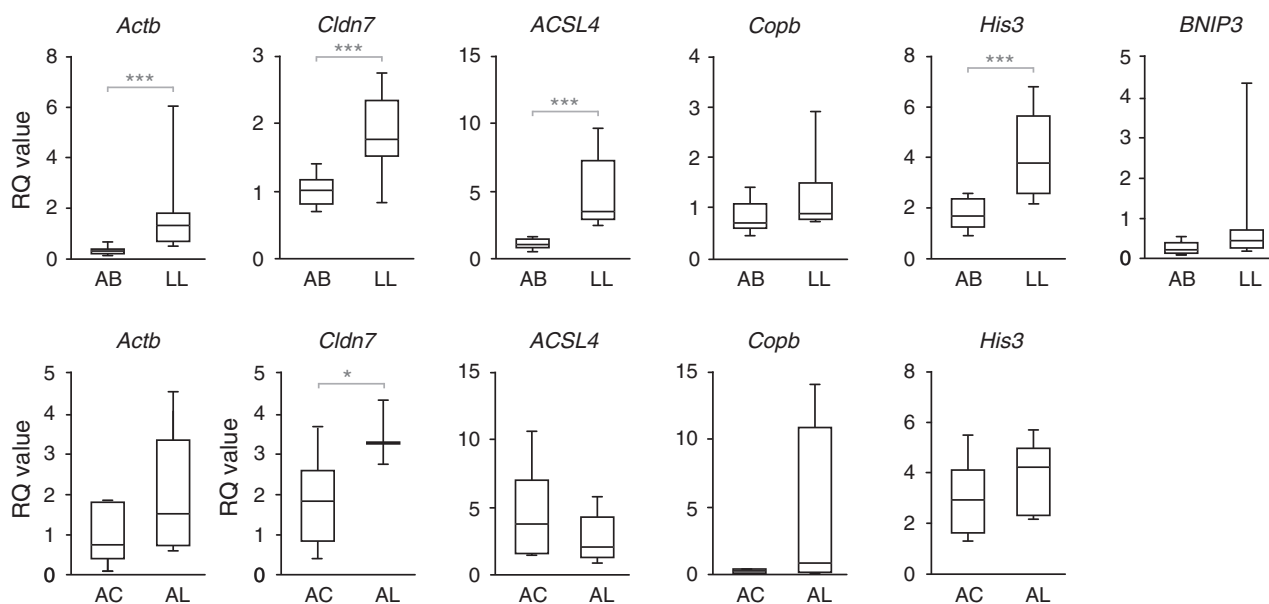 Actb Cldn7 ACSL4 Copb His3 BNIP3
RQ value
8 6 4 2 0
*** 
AB LL
3 2 1 0
***
AB LL
15 10 5 0
***
AB LL
4 3 2 1 0
AB LL
8 6 4 2 0
***
AB LL
5 4 3 2 1 0 0
AB LL
Actb Cldn7 ACSL4 Copb His3
RQ value
5 4 3 2 1 0
AC AL
RQ value
5 4 3 2 1 0
*
AC AL
15 10 5 0
AC AL
15 10 5 0
AC AL
8 6 4 2 0
AC AL